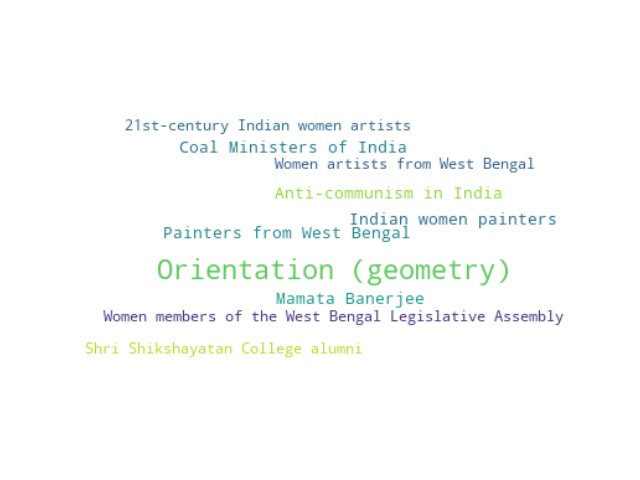 21st-century Indian women artists
Coal Ministers of India
Women artists from West Bengal
Anti-communism in India
Indian women painters
Painters from West Bengal
Orientation (geometry)
Mamata Banerjee
Women members of the West Bengal Legislative Assembly
Shri Shikshayatan College alumni